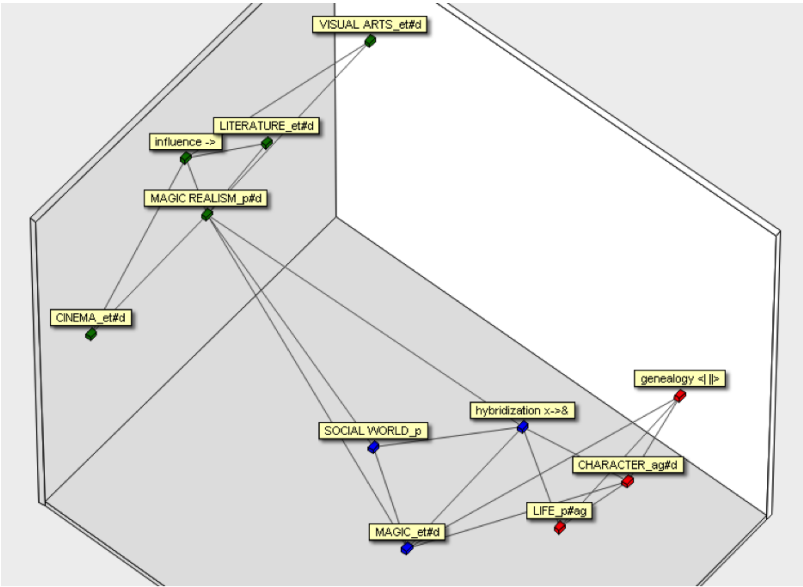 VISUAL ARTS_et#d
LITERATURE_et#d
influence ->
MAGIC REALISM_p#d
CINEMA_et#d
genealogy <| ||>
hybridization x->&
SOCIAL WORLD_p
CHARACTER_ag#d
LIFE_p#ag
MAGIC_et#d